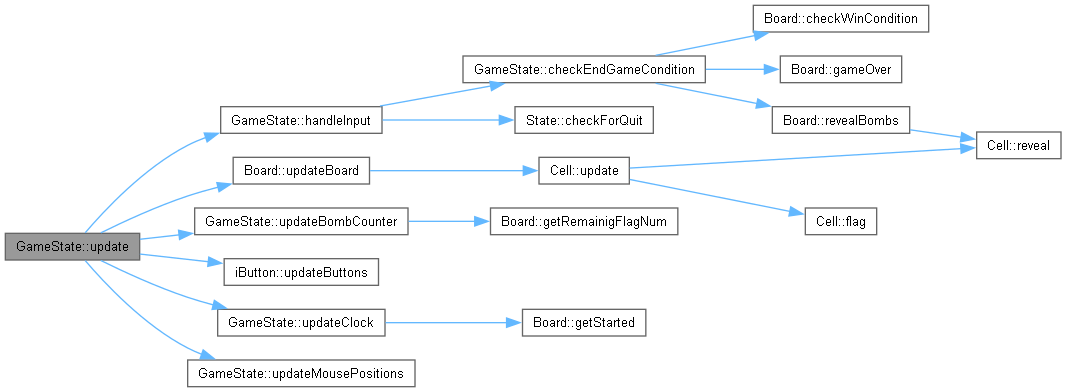 Board::checkWinCondition
GameState::checkEndGameCondition
Board::gameOver
GameState::handleInput
State::checkForQuit
Board::revealBombs
Cell::reveal
Board::updateBoard
Cell::update
GameState::updateBombCounter
Board::getRemainigFlagNum
Cell::flag
GameState::update
iButton::updateButtons
GameState::updateClock
Board::getStarted
GameState::updateMousePositions